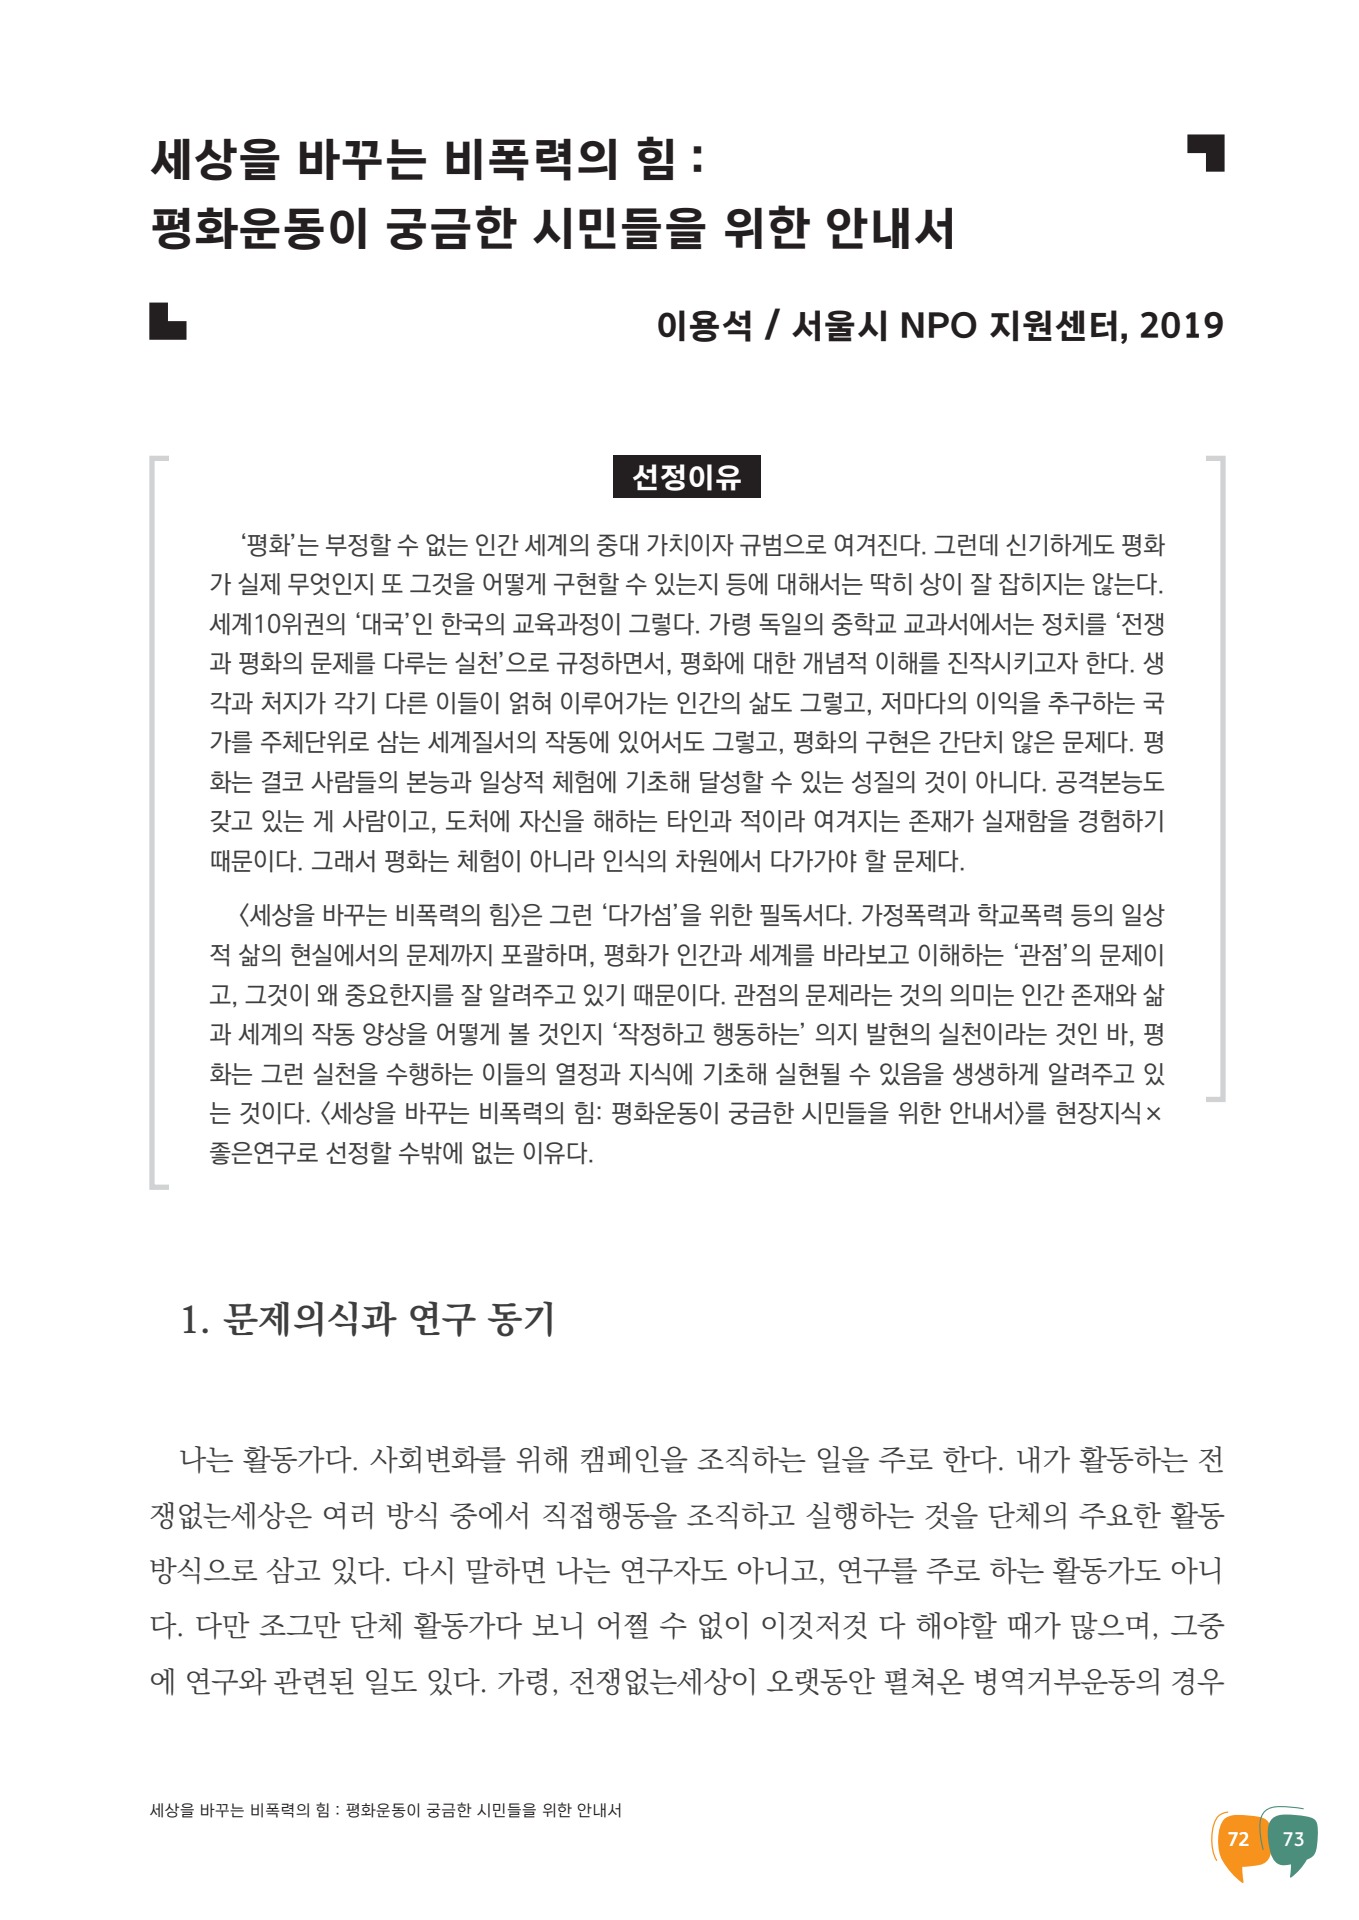 세상을 바꾸는 비폭력의 힘 :
평화운동이 궁금한 시민들을 위한 안내서
이용석 / 서울시 NPO 지원센터, 2019
선정이유
‘평화’는 부정할 수 없는 인간 세계의 중대 가치이자 규범으로 여겨진다. 그런데 신기하게도 평화
가 실제 무엇인지 또 그것을 어떻게 구현할 수 있는지 등에 대해서는 딱히 상이 잘 잡히지는 않는다.
세계10위권의 ‘대국’인 한국의 교육과정이 그렇다. 가령 독일의 중학교 교과서에서는 정치를 ‘전쟁
과 평화의 문제를 다루는 실천’으로 규정하면서, 평화에 대한 개념적 이해를 진작시키고자 한다. 생
각과 처지가 각기 다른 이들이 얽혀 이루어가는 인간의 삶도 그렇고, 저마다의 이익을 추구하는 국
가를 주체단위로 삼는 세계질서의 작동에 있어서도 그렇고, 평화의 구현은 간단치 않은 문제다. 평
화는 결코 사람들의 본능과 일상적 체험에 기초해 달성할 수 있는 성질의 것이 아니다. 공격본능도
갖고 있는 게 사람이고, 도처에 자신을 해하는 타인과 적이라 여겨지는 존재가 실재함을 경험하기
때문이다. 그래서 평화는 체험이 아니라 인식의 차원에서 다가가야 할 문제다.
〈세상을 바꾸는 비폭력의 힘〉은 그런 ‘다가섬’을 위한 필독서다. 가정폭력과 학교폭력 등의 일상
적 삶의 현실에서의 문제까지 포괄하며, 평화가 인간과 세계를 바라보고 이해하는 ‘관점’의 문제이
고, 그것이 왜 중요한지를 잘 알려주고 있기 때문이다. 관점의 문제라는 것의 의미는 인간 존재와 삶
과 세계의 작동 양상을 어떻게 볼 것인지 ‘작정하고 행동하는’ 의지 발현의 실천이라는 것인 바, 평
화는 그런 실천을 수행하는 이들의 열정과 지식에 기초해 실현될 수 있음을 생생하게 알려주고 있
는 것이다. 〈세상을 바꾸는 비폭력의 힘: 평화운동이 궁금한 시민들을 위한 안내서〉를 현장지식×
좋은연구로 선정할 수밖에 없는 이유다.
1. 문제의식과 연구 동기
나는 활동가다. 사회변화를 위해 캠페인을 조직하는 일을 주로 한다. 내가 활동하는 전
쟁없는세상은 여러 방식 중에서 직접행동을 조직하고 실행하는 것을 단체의 주요한 활동
방식으로 삼고 있다. 다시 말하면 나는 연구자도 아니고, 연구를 주로 하는 활동가도 아니
다. 다만 조그만 단체 활동가다 보니 어쩔 수 없이 이것저것 다 해야할 때가 많으며, 그중
에 연구와 관련된 일도 있다. 가령, 전쟁없는세상이 오랫동안 펼쳐온 병역거부운동의 경우
세상을 바꾸는 비폭력의 힘 : 평화운동이 궁금한 시민들을 위한 안내서
72 73